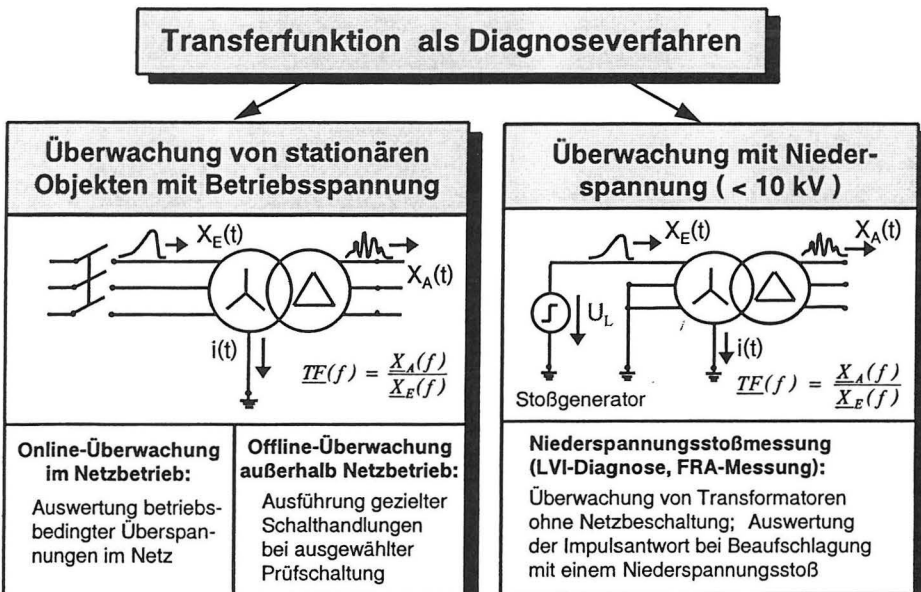 Transferfunktion als Diagnoseverfahren
Überwachung von stationären
Objekten mit Betriebsspannung
X_E(t)
X_A(t)
i(t)
TF(f) = X_A(f) / X_E(f)
Online-Überwachung
im Netzbetrieb:
Auswertung betriebs-
bedingter Überspan-
nungen im Netz
Offline-Überwachung
außerhalb Netzbetrieb:
Ausführung gezielter
Schalthandlungen
bei ausgewählter
Prüfschaltung
Überwachung mit Nieder-
spannung ( < 10 kV )
X_E(t)
X_A(t)
U_L
i
i(t)
Stoßgenerator
TF(f) = X_A(f) / X_E(f)
Niederspannungsstoßmessung
(LVI-Diagnose, FRA-Messung):
Überwachung von Transformatoren
ohne Netzbeschaltung; Auswertung
der Impulsantwort bei Beaufschlagung
mit einem Niederspannungsstoß